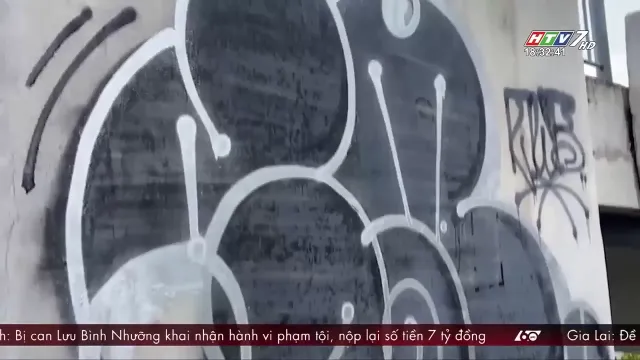 HTV7 HD
18:32:41
h: Bị can Lưu Bình Nhưỡng khai nhận hành vi phạm tội, nộp lại số tiền 7 tỷ đồng
60
Gia Lai: Đề